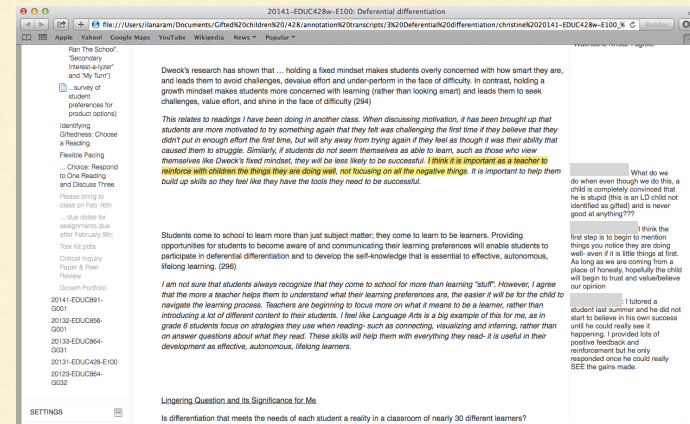 20141-EDUC428w-E100: Deferential differentiation
file:///Users/ilanaram/Documents/Gifted%20children%20/428/annotation%20transcripts/3%20Deferential%20differentiation/christine%2020141-EDUC428w-E100_%
Reader
Apple Yahoo! Google Maps YouTube Wikipedia News Popular
Ran The School",
"Secondary
Interest-a-lyzer"
and "My Turn")
...survey of
student
preferences for
product options)
Identifying
Giftedness: Choose
a Reading
Flexible Pacing
... Choice: Respond
to One Reading
and Discuss Three
Please bring to
class on Feb 18th
... due dates for
assignments due
after February 9th:
Tool Kit pdfs
Critical Inquiry
Paper & Peer
Review
Growth Portfolio
20141-EDUC891-
G001
20132-EDUC856-
G001
20133-EDUC864-
G031
20131-EDUC428-E100
20123-EDUC864-
G032
SETTINGS
Dweck's research has shown that … holding a fixed mindset makes students overly concerned with how smart they are,
and leads them to avoid challenges, devalue effort and under-perform in the face of difficulty. In contrast, holding a
growth mindset makes students more concerned with learning (rather than looking smart) and leads them to seek
challenges, value effort, and shine in the face of difficulty (294)
This relates to readings I have been doing in another class. When discussing motivation, it has been brought up that
students are more motivated to try something again that they felt was challenging the first time if they believe that they
didn't put in enough effort the first time, but will shy away from trying again if they feel as though it was their ability that
caused them to struggle. Similarly, if students do not seem themselves as able to learn, such as those who view
themselves like Dweck's fixed mindset, they will be less likely to be successful. I think it is important as a teacher to
reinforce with children the things they are doing well, not focusing on all the negative things. It is important to help them
build up skills so they feel like they have the tools they need to be successful.
Students come to school to learn more than just subject matter; they come to learn to be learners. Providing
opportunities for students to become aware of and communicating their learning preferences will enable students to
participate in deferential differentiation and to develop the self-knowledge that is essential to effective, autonomous,
lifelong learning. (296)
I am not sure that students always recognize that they come to school for more than learning "stuff". However, I agree
that the more a teacher helps them to understand what their learning preferences are, the easier it will be for the child to
navigate the learning process. Teachers are beginning to focus more on what it means to be a learner, rather than
introducing a lot of different content to their students. I feel like Language Arts is a big example of this for me, as in
grade 6 students focus on strategies they use when reading- such as connecting, visualizing and inferring, rather than
on answer questions about what they read. These skills will help them with everything they read- it is useful in their
development as effective, autonomous, lifelong learners.
Lingering Question and its Significance for Me
Is differentiation that meets the needs of each student a reality in a classroom of nearly 30 different learners?
What do we
do when even though we do this, a
child is completely convinced that
he is stupid (this is an LD child not
identified as gifted) and is never
good at anything???
I think the
first step is to begin to mention
things you notice they are doing
well- even if it is little things at first.
As long as we are coming from a
place of honesty, hopefully the child
will begin to trust and value/believe
our opinion
: I tutored a
student last summer and he did not
start to believe in his own success
until he could really see it
happening. I provided lots of
positive feedback and
reinforcement but he only
responded once he could really
SEE the gains made.